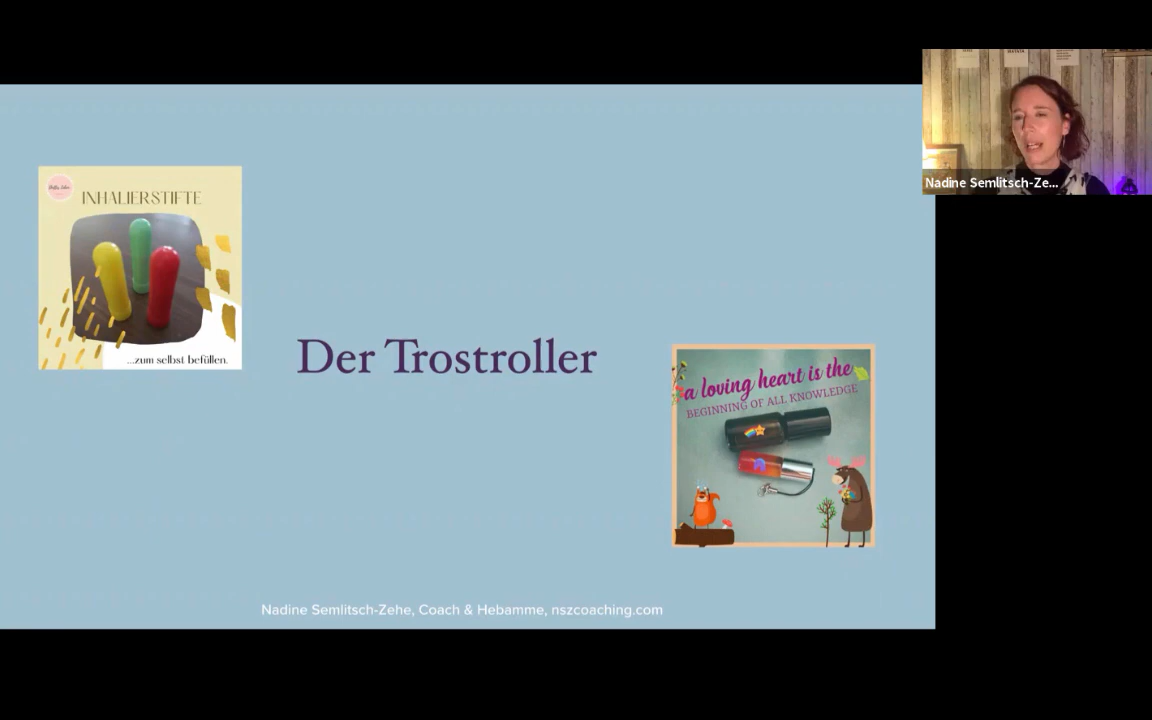 INHALIERSTIFTE
...zum selbst befüllen.
Der Trostroller
a loving heart is the
BEGINNING OF ALL KNOWLEDGE
Nadine Semlitsch-Zehe, Coach & Hebamme, nszcoaching.com
Nadine Semlitsch-Ze...